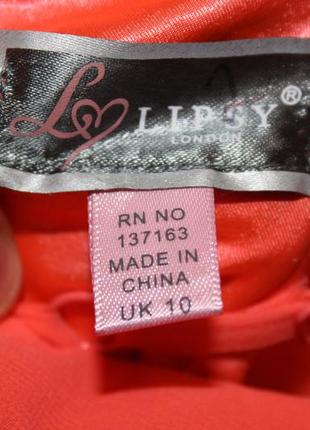 L LIPSY®
LONDON
RN NO
137163
MADE IN
CHINA
UK 10